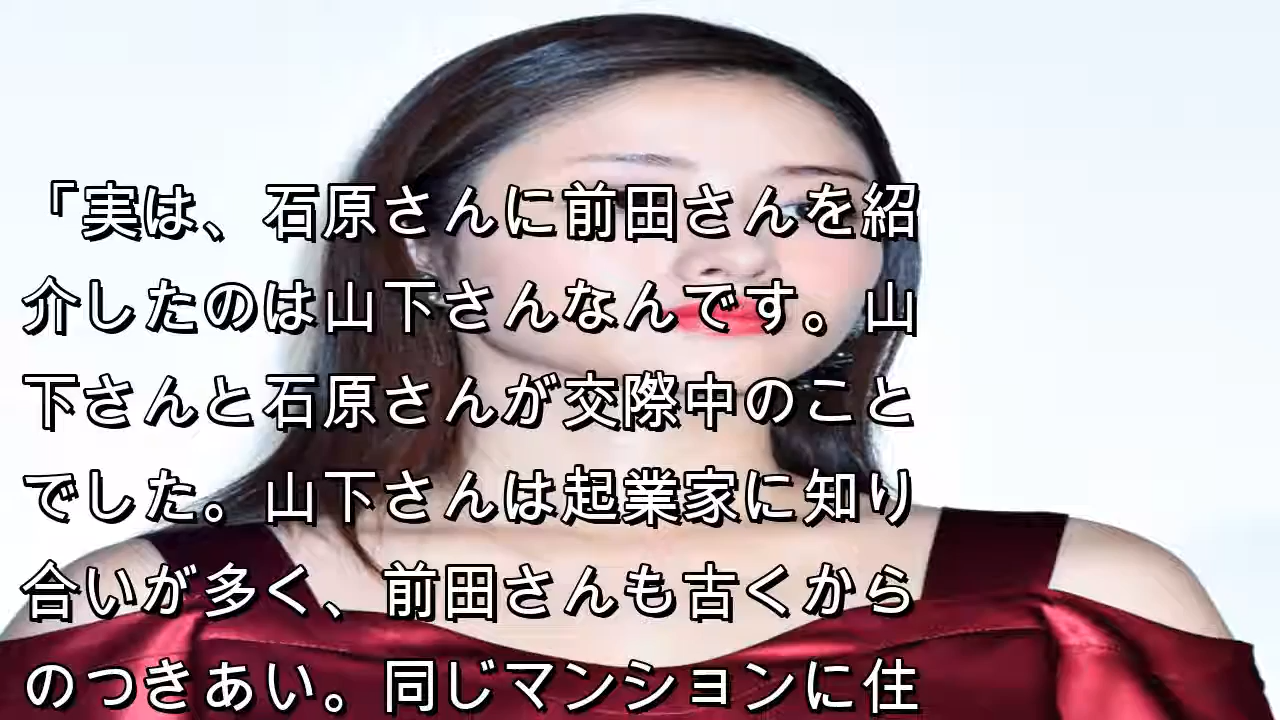 「実は、石原さんに前田さんを紹
介したのは山下さんなんです。山
下さんと石原さんが交際中のこと
でした。山下さんは起業家に知り
合いが多く、前田さんも古くから
のつきあい。同じマンションに住